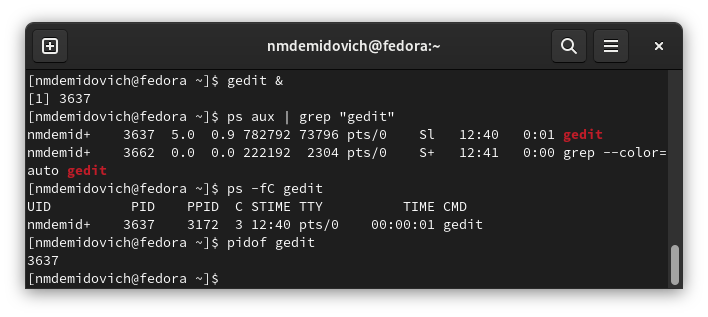 nmdemidovich@fedora:~
[nmdemidovich@fedora ~]$ gedit &
[1] 3637
[nmdemidovich@fedora ~]$ ps aux | grep "gedit"
nmdemid+    3637  5.0  0.9 782792 73796 pts/0    Sl   12:40   0:01 gedit
nmdemid+    3662  0.0  0.0 222192  2304 pts/0    S+   12:41   0:00 grep --color=
auto gedit
[nmdemidovich@fedora ~]$ ps -fC gedit
UID          PID    PPID  C STIME TTY          TIME CMD
nmdemid+    3637    3172  3 12:40 pts/0    00:00:01 gedit
[nmdemidovich@fedora ~]$ pidof gedit
3637
[nmdemidovich@fedora ~]$